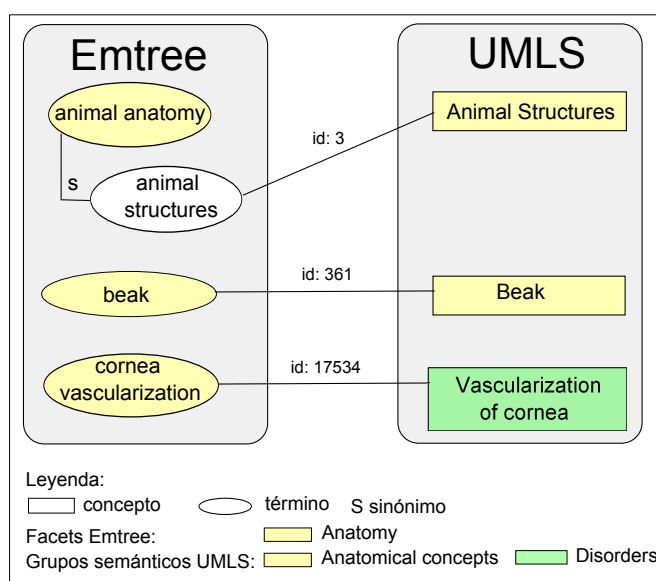 Emtree
UMLS
animal anatomy
Animal Structures
id: 3
s
animal
structures
id: 361
beak
Beak
cornea
vascularization
id: 17534
Vascularization
of cornea
Leyenda:
concepto
término
S sinónimo
Facets Emtree:
Anatomy
Grupos semánticos UMLS:
Anatomical concepts
Disorders